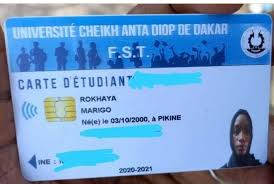 UNIVERSITÉ CHEIKH ANTA DIOP DE DAKAR
F.S.T.
CARTE D'ÉTUDIANT
ROKHAYA
MARIGO
Né(e) le 03/10/2000, à PIKINE
INE :
2020-2021